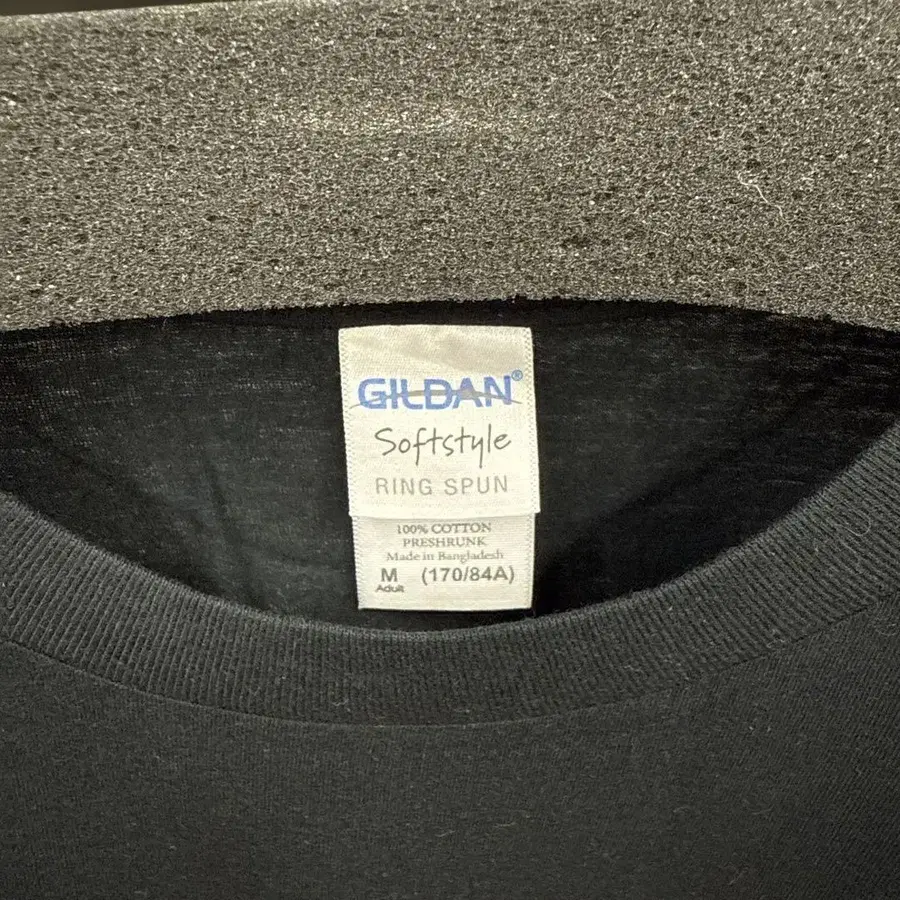 GILDAN®
Softstyle
RING SPUN
100% COTTON
PRESHRUNK
Made in Bangladesh
M (170/84A)
Adult